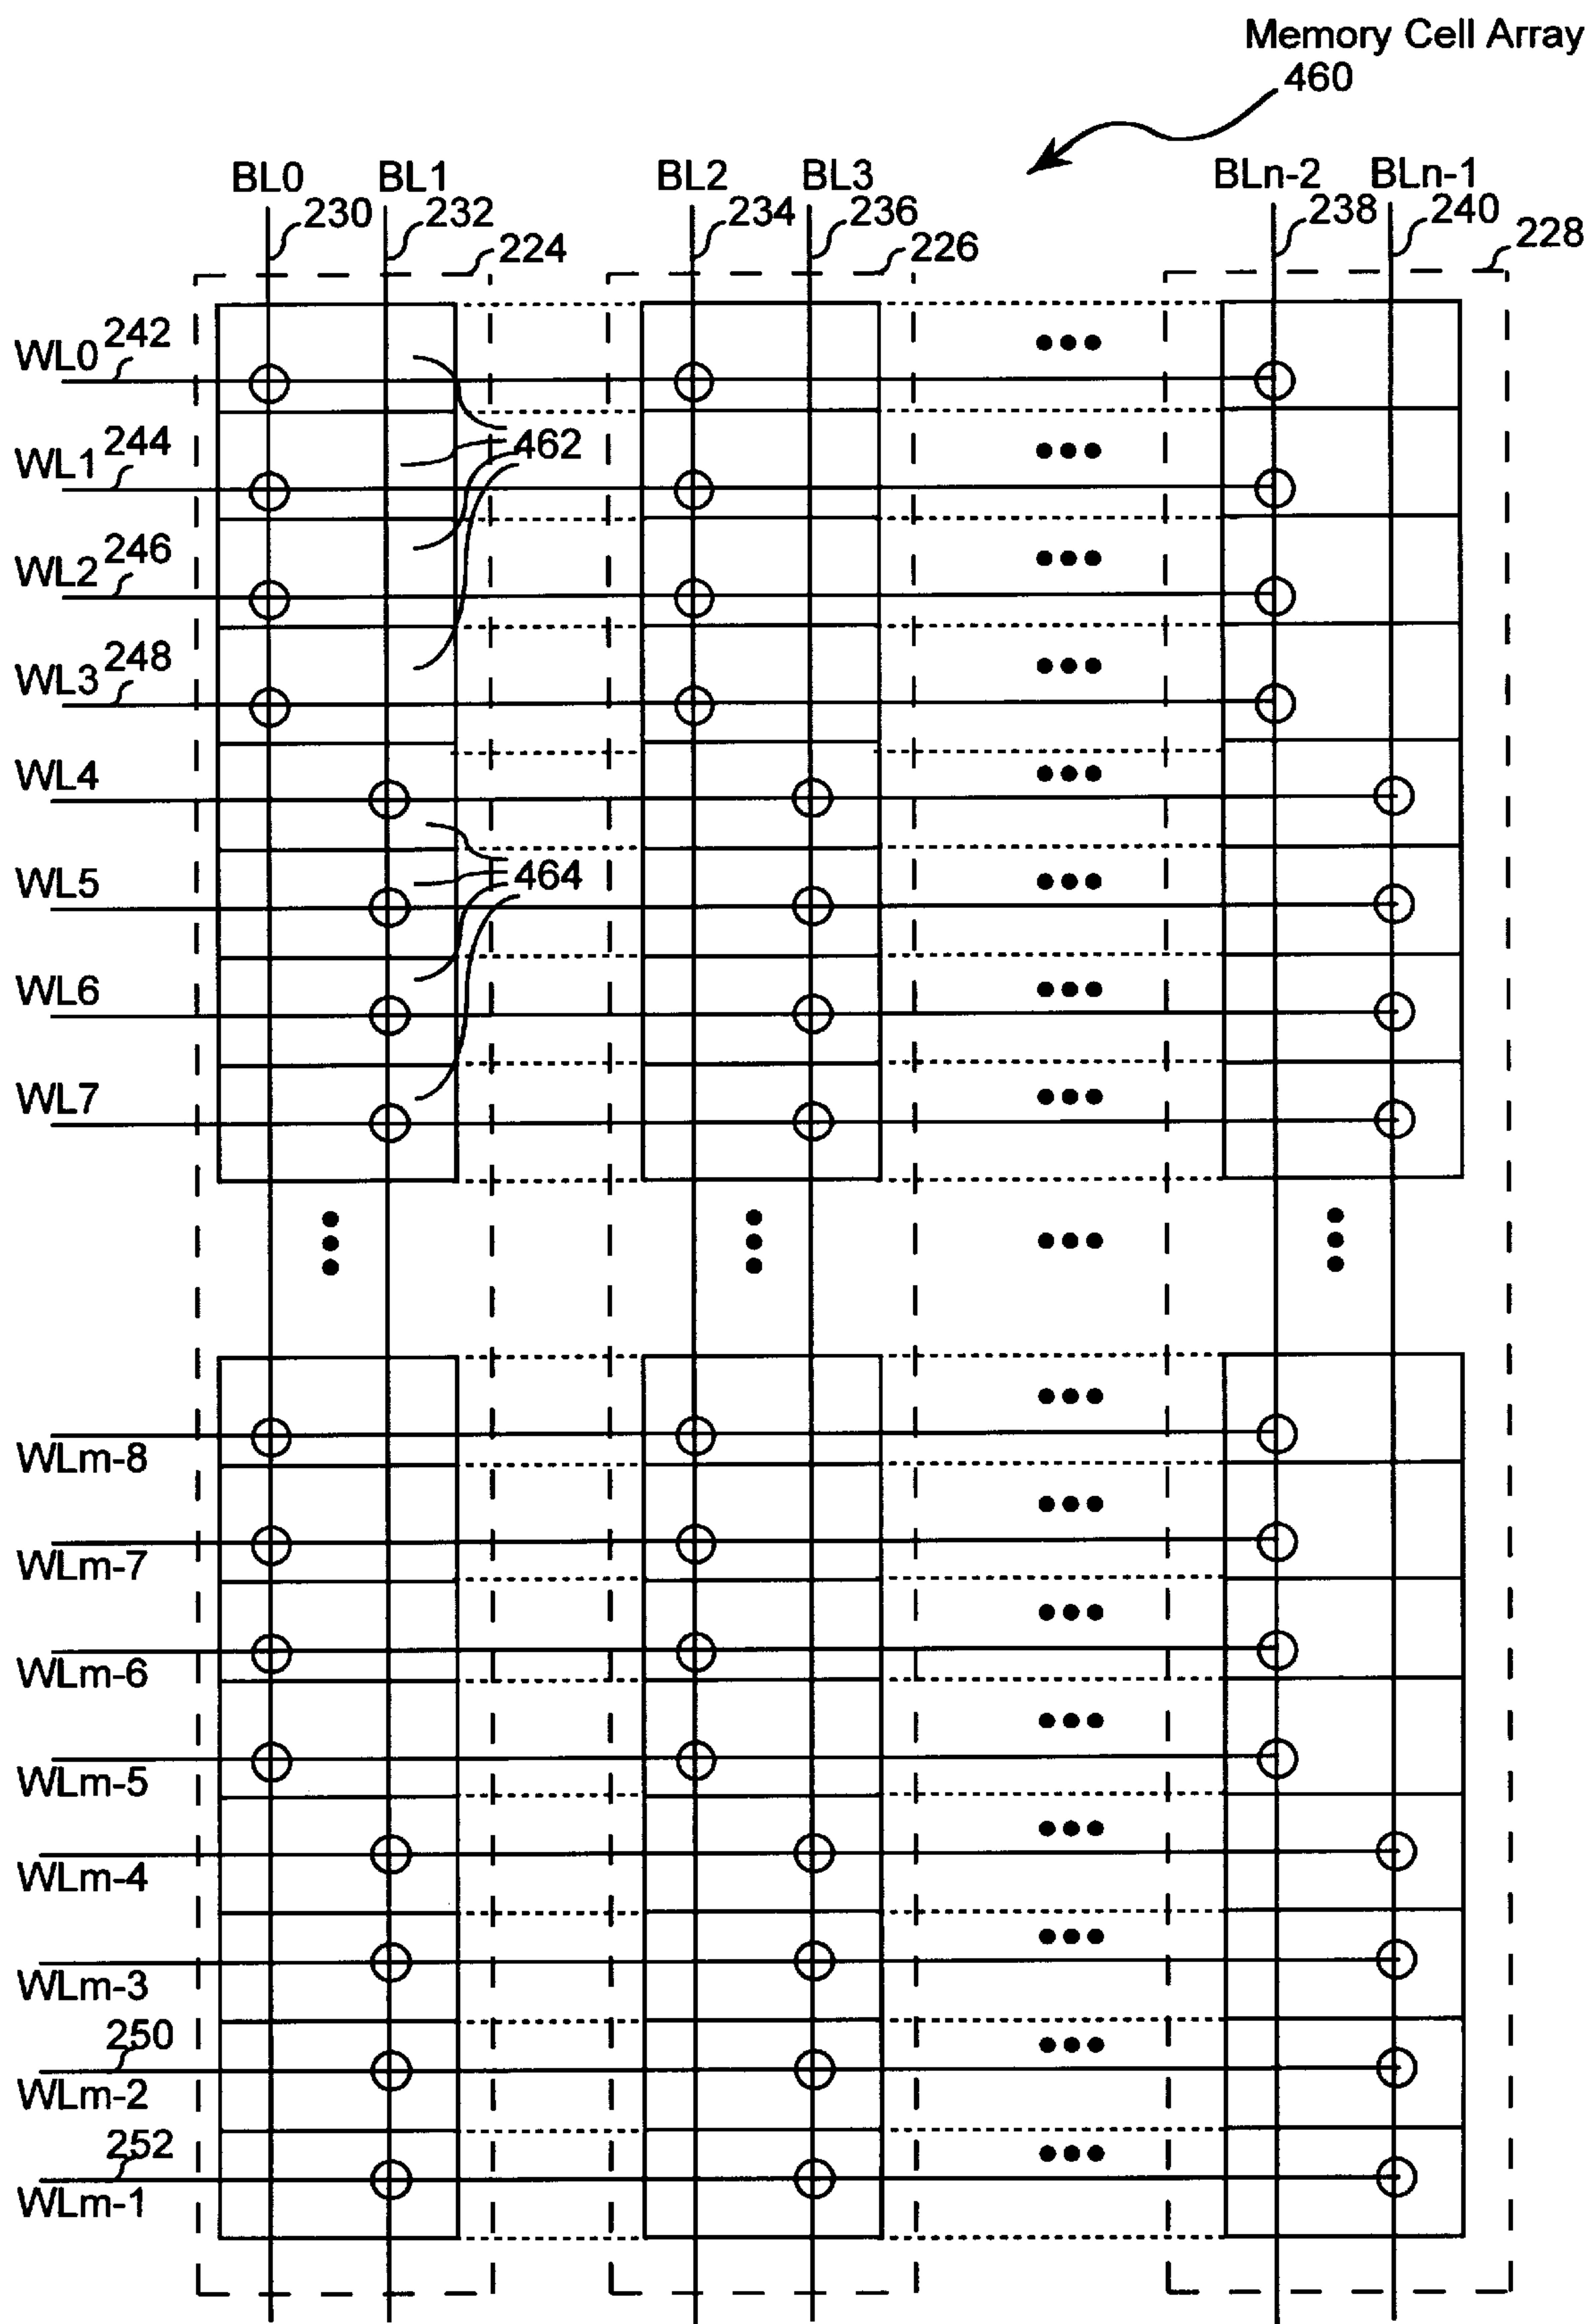 Memory Cell Array
460
BL0 BL1 BL2 BL3 BLn-2 BLn-1
230 232 234 236 238 240
224 226 228
WL0 242
WL1 244
462
WL2 246
WL3 248
WL4
WL5
464
WL6
WL7
WLm-8
WLm-7
WLm-6
WLm-5
WLm-4
WLm-3
250
WLm-2
252
WLm-1